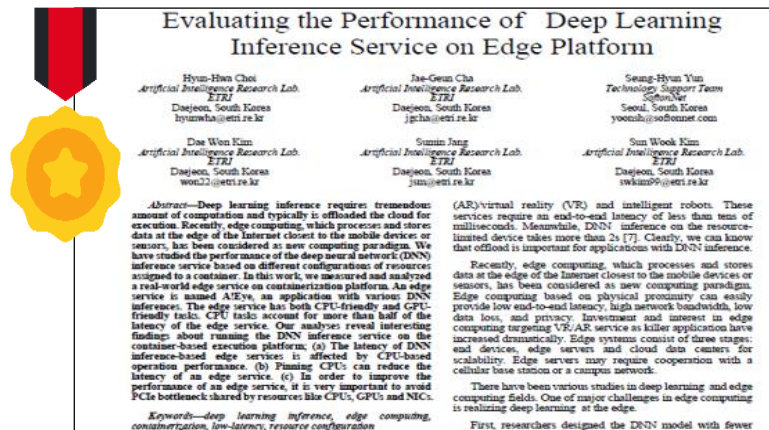 Evaluating the Performance of Deep Learning
Inference Service on Edge Platform
Hyun-Hwa Choi
Artificial Intelligence Research Lab.
ETRI
Daejeon, South Korea
hyunwha@etri.re.kr
Jae-Geun Cha
Artificial Intelligence Research Lab.
ETRI
Daejeon, South Korea
jgcha@etri.re.kr
Seung-Hyun Yun
Technology Support Team
SoftonNet
Seoul, South Korea
yoonsh@softonnet.com
Dae Won Kim
Artificial Intelligence Research Lab.
ETRI
Daejeon, South Korea
won22@etri.re.kr
Sumin Jang
Artificial Intelligence Research Lab.
ETRI
Daejeon, South Korea
jsm@etri.re.kr
Sun Wook Kim
Artificial Intelligence Research Lab.
ETRI
Daejeon, South Korea
swkim99@etri.re.kr
Abstract—Deep learning inference requires tremendous
amount of computation and typically is offloaded the cloud for
execution. Recently, edge computing, which processes and stores
data at the edge of the Internet closest to the mobile devices or
sensors, has been considered as new computing paradigm. We
have studied the performance of the deep neural network (DNN)
inference service based on different configurations of resources
assigned to a container. In this work, we measured and analyzed
a real-world edge service on containerization platform. An edge
service is named A!Eye, an application with various DNN
inferences. The edge service has both CPU-friendly and GPU-
friendly tasks. CPU tasks account for more than half of the
latency of the edge service. Our analyses reveal interesting
findings about running the DNN inference service on the
container-based execution platform; (a) The latency of DNN
inference-based edge services is affected by CPU-based
operation performance. (b) Pinning CPUs can reduce the
latency of an edge service. (c) In order to improve the
performance of an edge service, it is very important to avoid
PCIe bottleneck shared by resources like CPUs, GPUs and NICs.
Keywords—deep learning inference, edge computing,
containerization, low-latency, resource configuration
(AR)/virtual reality (VR) and intelligent robots. These
services require an end-to-end latency of less than tens of
milliseconds. Meanwhile, DNN inference on the resource-
limited device takes more than 2s [7]. Clearly, we can know
that offload is important for applications with DNN inference.
Recently, edge computing, which processes and stores
data at the edge of the Internet closest to the mobile devices or
sensors, has been considered as new computing paradigm.
Edge computing based on physical proximity can easily
provide low end-to-end latency, high network bandwidth, low
data loss, and privacy. Investment and interest in edge
computing targeting VR/AR service as killer application have
increased dramatically. Edge systems consist of three stages:
end devices, edge servers and cloud data centers for
scalability. Edge servers may require cooperation with a
cellular base station or a campus network.
There have been various studies in deep learning and edge
computing fields. One of major challenges in edge computing
is realizing deep learning at the edge.
First, researchers designed the DNN model with fewer